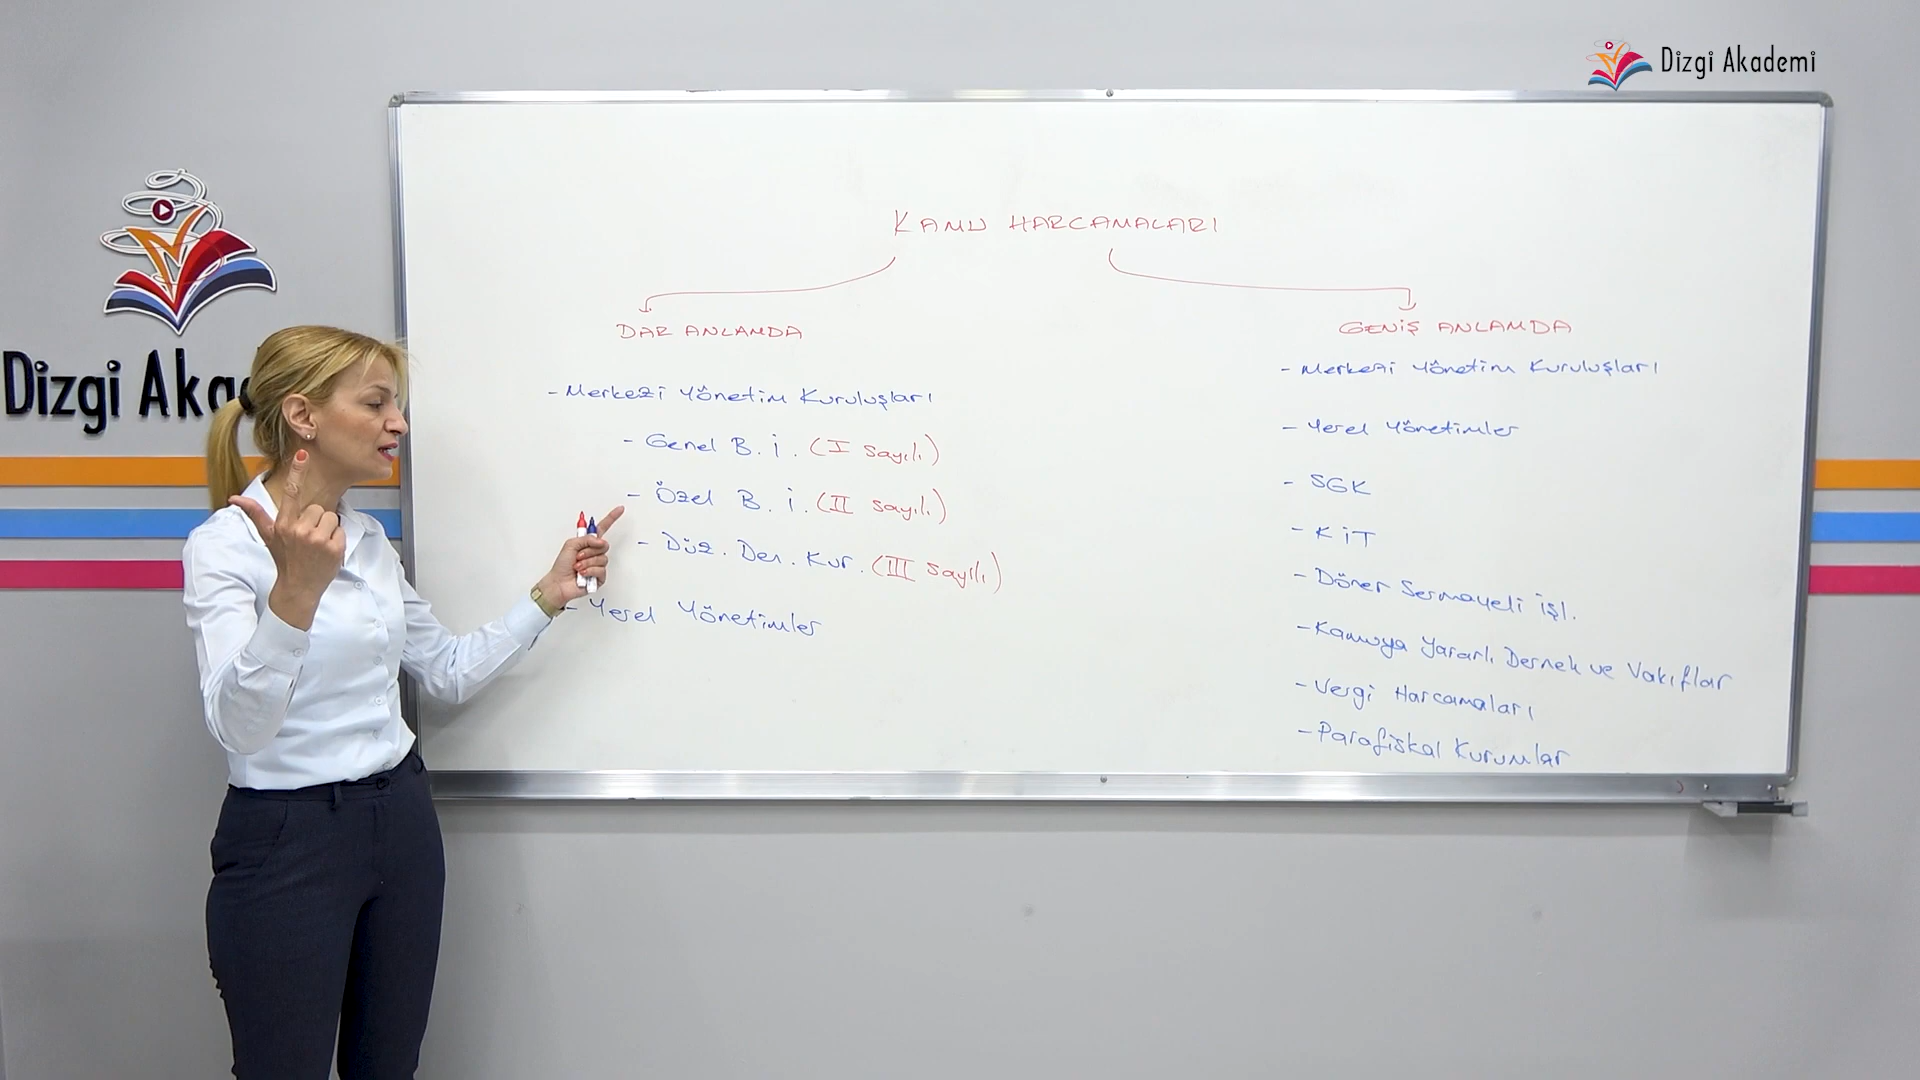 Dizgi Akademi
KAMU HARCAMALARI
DAR ANLAMDA
- Merkezi Yönetim Kuruluşları
- Genel B. İ. (I sayılı)
- Özel B. İ. (II sayılı)
- Düz. Den. Kur. (III sayılı)
- Yerel Yönetimler
GENİŞ ANLAMDA
- Merkezi Yönetim Kuruluşları
- Yerel Yönetimler
- SGK
- KİT
- Döner Sermayeli İşl.
- Kamuya Yararlı Dernek ve Vakıflar
- Vergi Harcamaları
- Parafiskal Kurumlar
Dizgi Aka